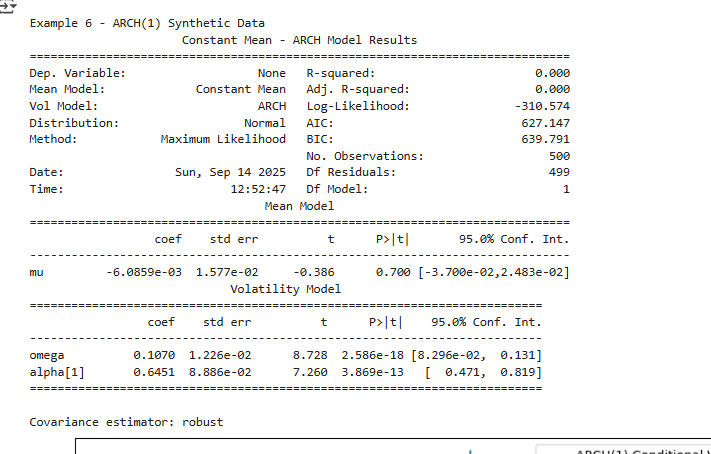 Example 6 - ARCH(1) Synthetic Data
Constant Mean - ARCH Model Results
==============================================================================
Dep. Variable: None R-squared: 0.000
Mean Model: Constant Mean Adj. R-squared: 0.000
Vol Model: ARCH Log-Likelihood: -310.574
Distribution: Normal AIC: 627.147
Method: Maximum Likelihood BIC: 639.791
No. Observations: 500
Date: Sun, Sep 14 2025 Df Residuals: 499
Time: 12:52:47 Df Model: 1
Mean Model
==============================================================================
coef std err t P>|t| 95.0% Conf. Int.
------------------------------------------------------------------------------
mu -6.0859e-03 1.577e-02 -0.386 0.700 [-3.700e-02,2.483e-02]
Volatility Model
==========================================================================
coef std err t P>|t| 95.0% Conf. Int.
--------------------------------------------------------------------------
omega 0.1070 1.226e-02 8.728 2.586e-18 [8.296e-02, 0.131]
alpha[1] 0.6451 8.886e-02 7.260 3.869e-13 [ 0.471, 0.819]
==========================================================================
Covariance estimator: robust
ARCH(1) Conditional